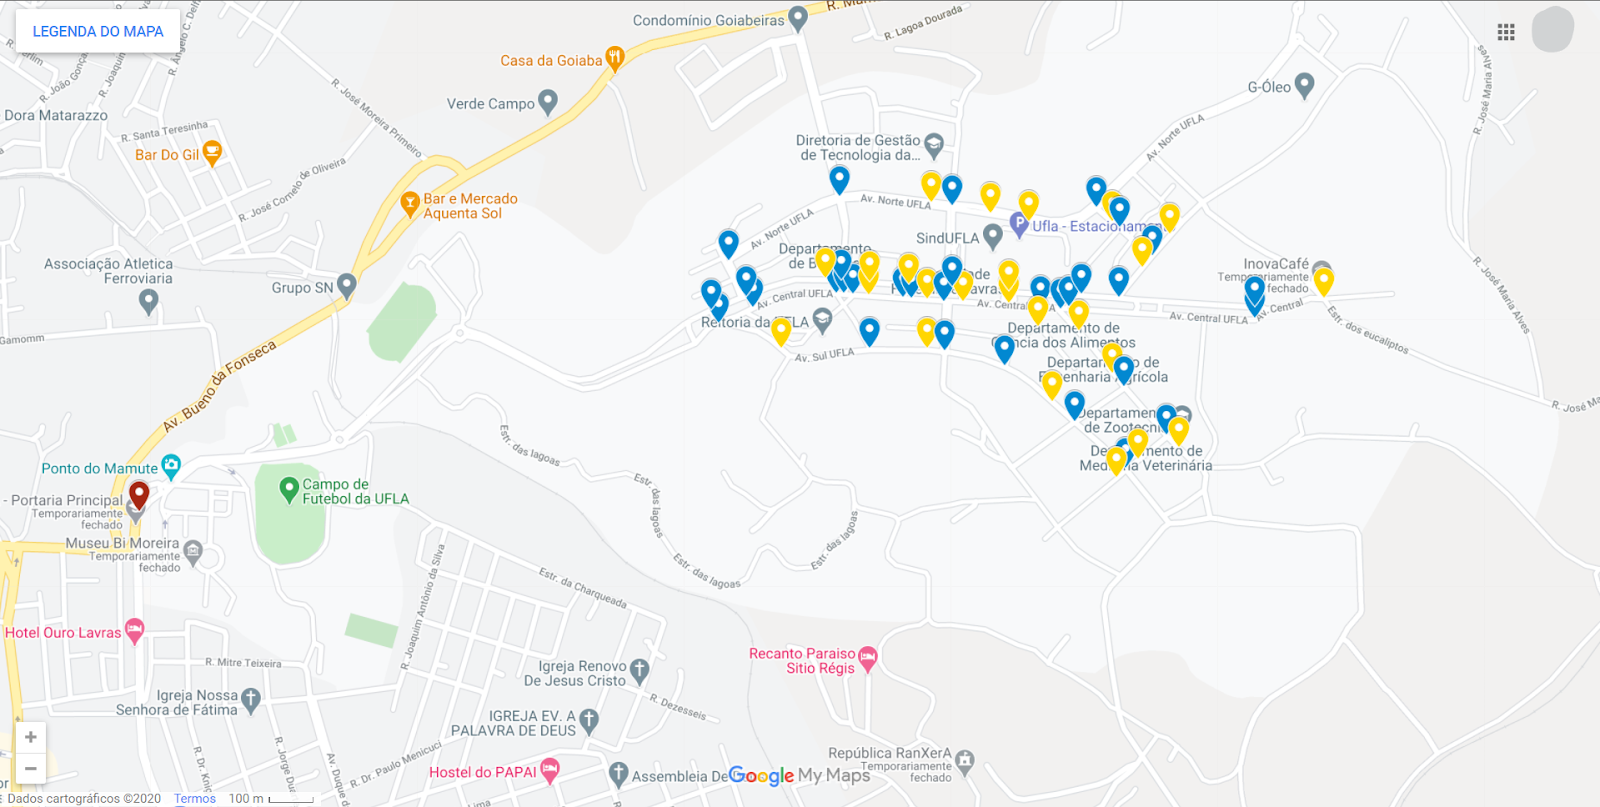 LEGENDA DO MAPA
Condomínio Goiabeiras
R. Lagoa Dourada
Casa da Goiaba
Verde Campo
G-Óleo
R. José Maria Alves
Dora Matarazzo
R. Santa Teresinha
R. José Moreira Primeiro
Bar Do Gil
R. José Corneto de Oliveira
Diretoria de Gestão
de Tecnologia da...
Av. Norte UFLA
Bar e Mercado
Aquenta Sol
Av. Norte UFLA
Av. Norte UFLA
Ufla - Estacionament
SindUFLA
Departamento
Associação Atletica
Ferroviaria
Grupo SN
InovaCafé
Temporariamente
fechado
R. José Maria Alves
Av. Central UFLA
Av. Central
Av. Central UFLA
Av. Central
Estr. dos eucaliptos
Gamomm
Reitoria da UFLA
Departamento de
Ciência dos Alimentos
Av. Sul UFLA
Departamento de
Engenharia Agrícola
Av. Bueno da Fonseca
R. José Ma
Departamento
de Zootecni
Departamento de
Medicina Veterinária
Estr. das lagoas
Ponto do Mamute
Campo de
Futebol da UFLA
- Portaria Principal
Temporariamente
fechado
Estr. das lagoas
Estr. das lagoas
Estr. das lagoas
Museu Bi Moreira
Temporariamente
fechado
Estr. da Charqueada
R. Joaquim Antônio da Silva
Hotel Ouro Lavras
R. Mitre Teixeira
Recanto Paraiso
Sitio Régis
Igreja Renovo
De Jesus Cristo
Igreja Nossa
Senhora de Fátima
R. Dezesseis
IGREJA EV. A
PALAVRA DE DEUS
R. Dr. Paulo Menicuci
República RanXerA
Temporariamente
fechado
Hostel do PAPAI
Assembleia De
Google My Maps
Dados cartográficos ©2020
Termos
100 m